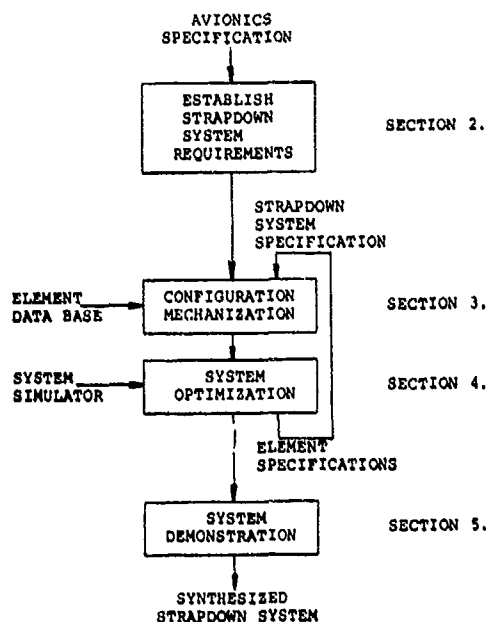 AVIONICS
SPECIFICATION
ESTABLISH
STRAPDOWN
SYSTEM
REQUIREMENTS
SECTION 2.
STRAPDOWN
SYSTEM
SPECIFICATION
ELEMENT
DATA BASE
CONFIGURATION
MECHANIZATION
SECTION 3.
SYSTEM
SIMULATOR
SYSTEM
OPTIMIZATION
SECTION 4.
ELEMENT
SPECIFICATIONS
SYSTEM
DEMONSTRATION
SECTION 5.
SYNTHESIZED
STRAPDOWN SYSTEM